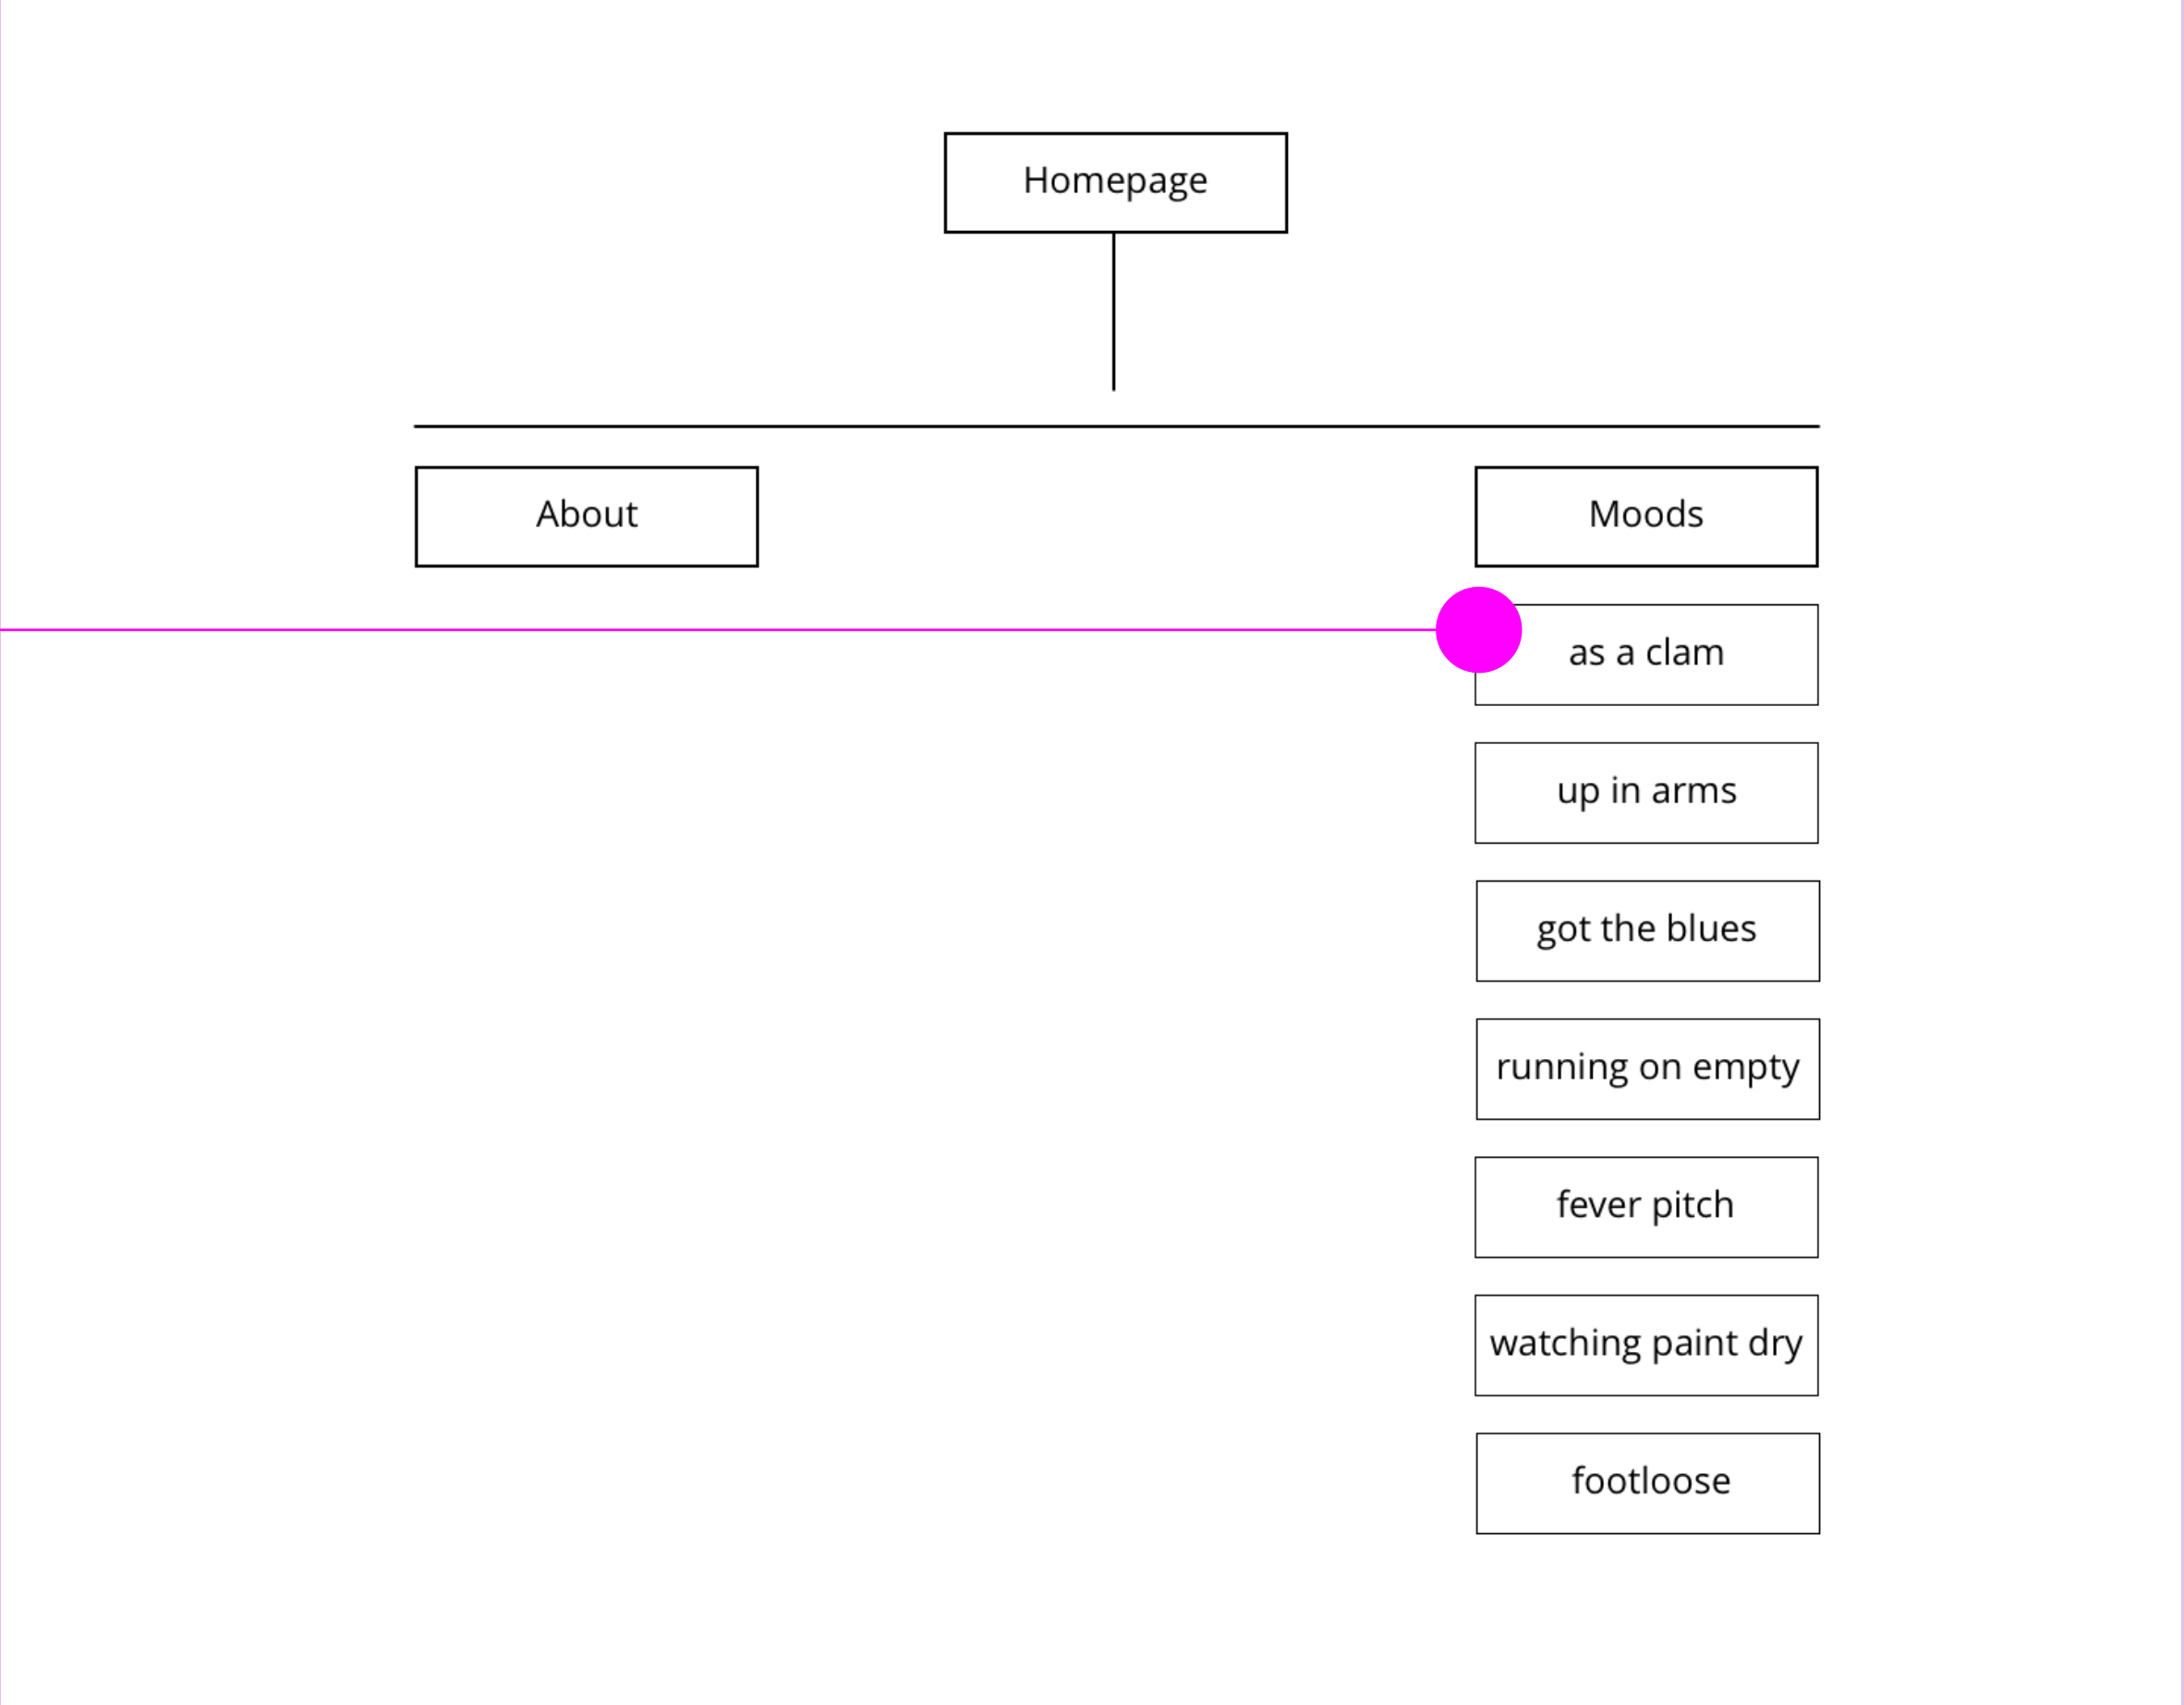 Homepage
About
Moods
as a clam
up in arms
got the blues
running on empty
fever pitch
watching paint dry
footloose